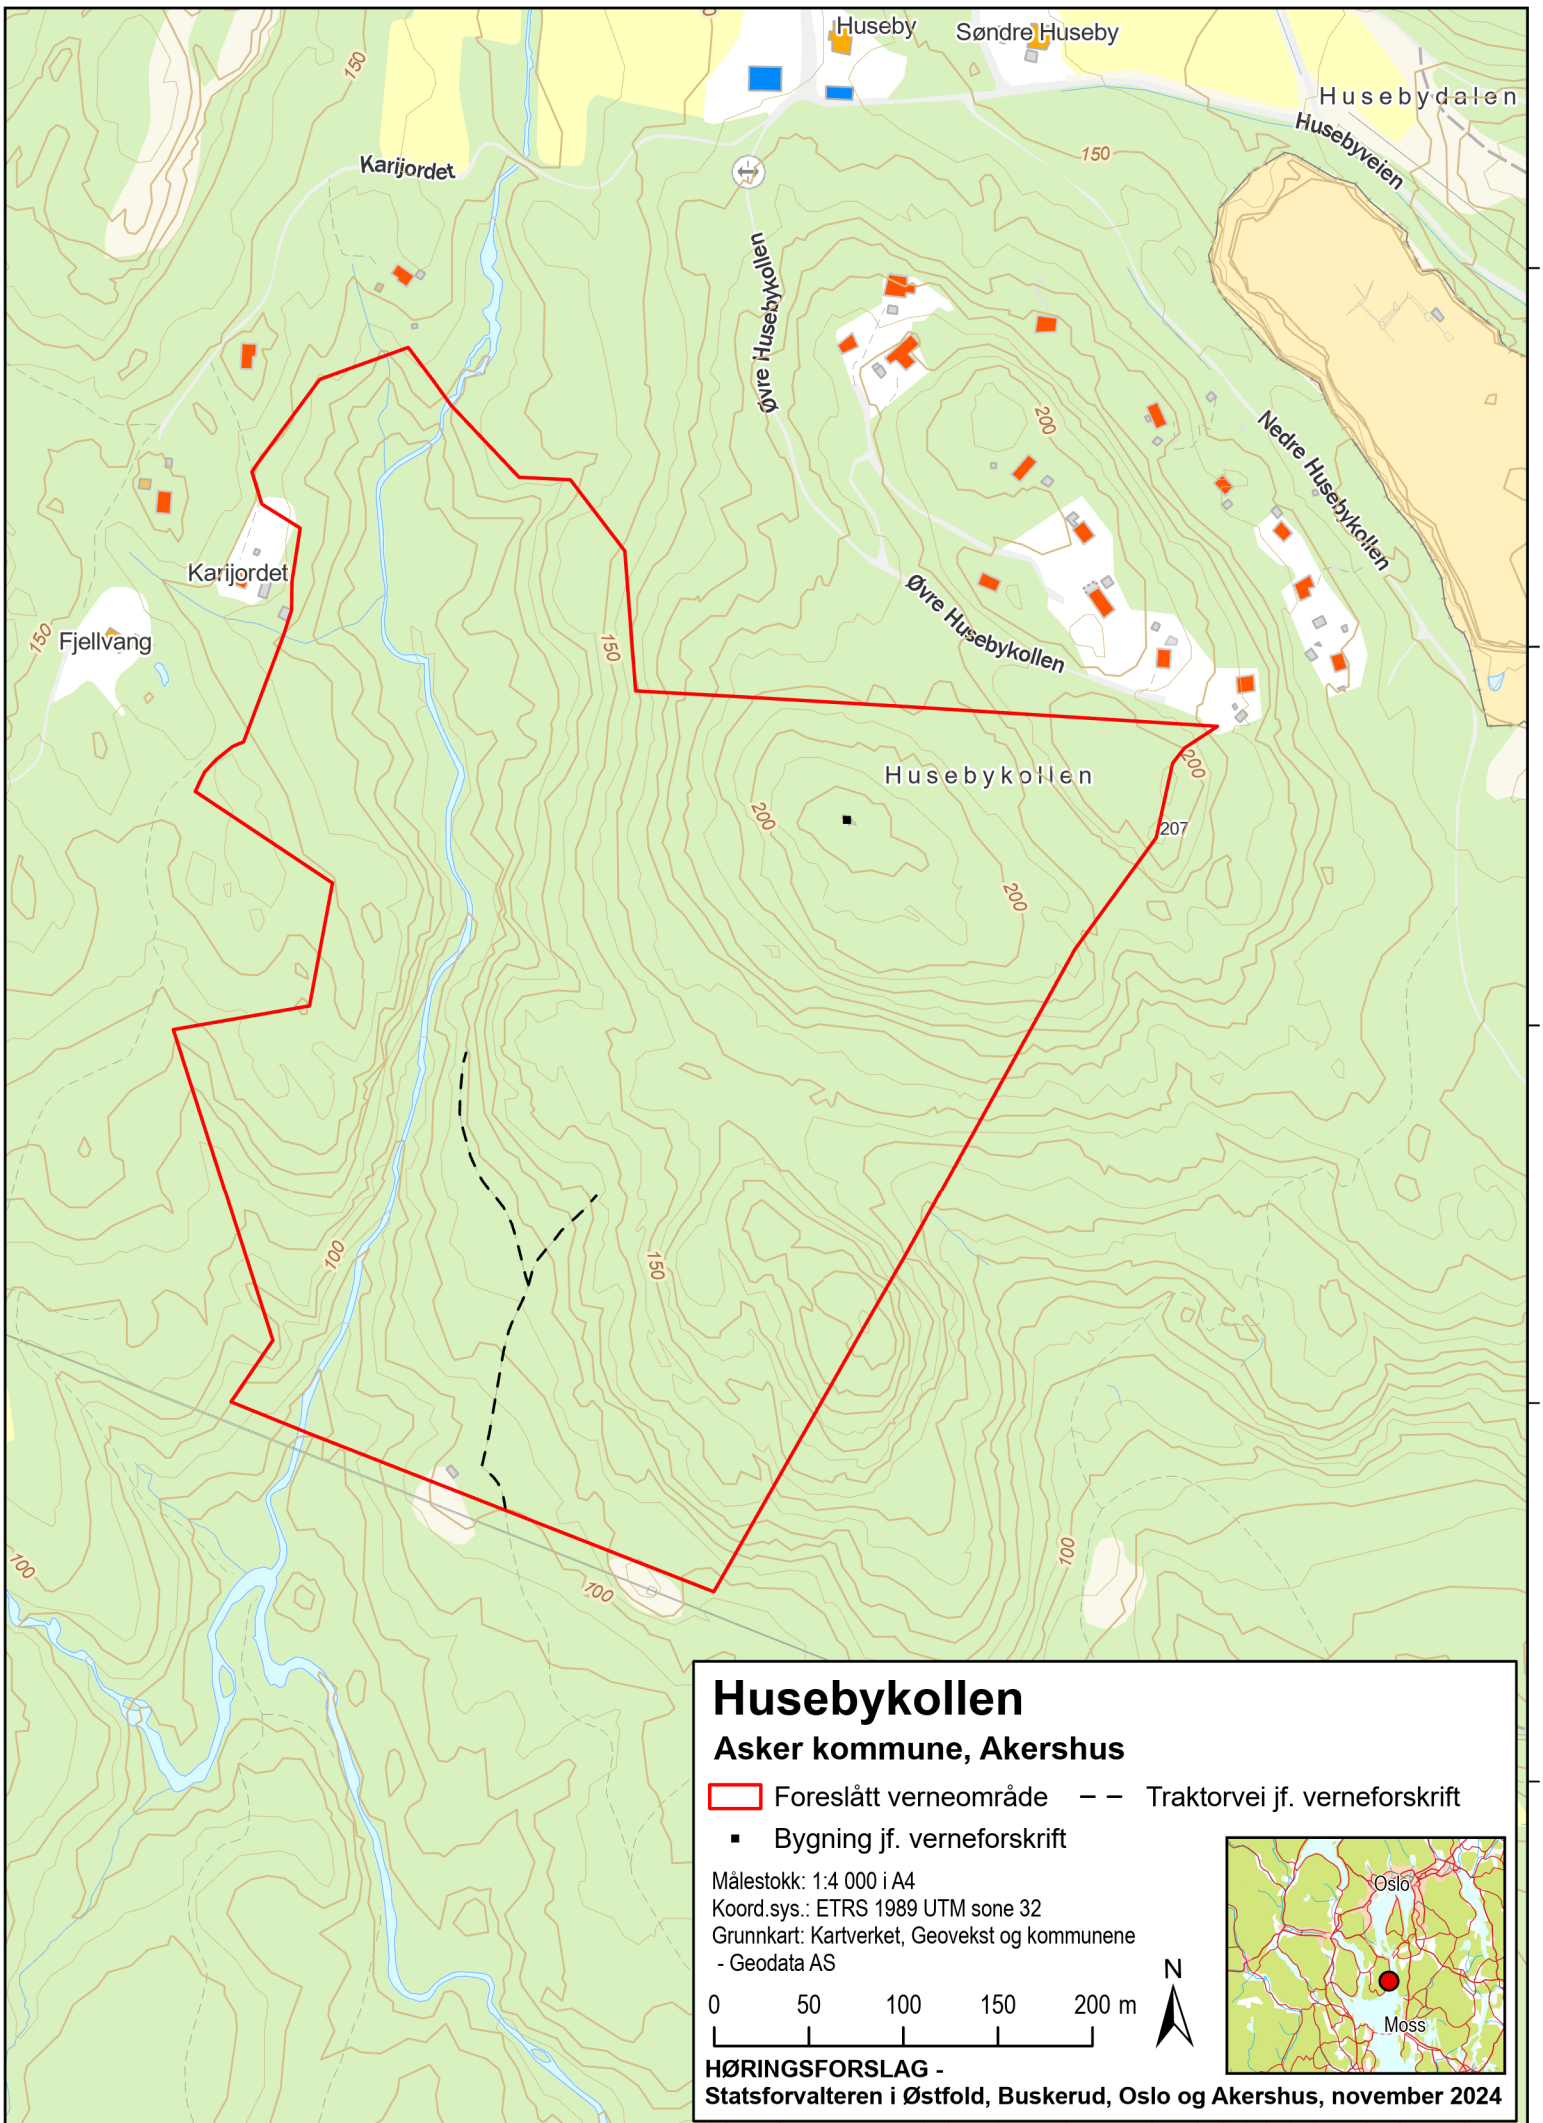 Huseby
Søndre Huseby
Husebydalen
Husebyveien
150
Karijordet
150
Øvre Husebykollen
200
Nedre Husebykollen
Karijordet
Fjellvang
150
150
Øvre Husebykollen
Husebykollen
200
200
207
200
100
150
100
100
100
Husebykollen
Asker kommune, Akershus
Foreslått verneområde
Traktorvei jf. verneforskrift
Bygning jf. verneforskrift
Målestokk: 1:4 000 i A4
Koord.sys.: ETRS 1989 UTM sone 32
Grunnkart: Kartverket, Geovekst og kommunene
- Geodata AS
0 50 100 150 200 m
N
Oslo
Moss
HØRINGSFORSLAG -
Statsforvalteren i Østfold, Buskerud, Oslo og Akershus, november 2024